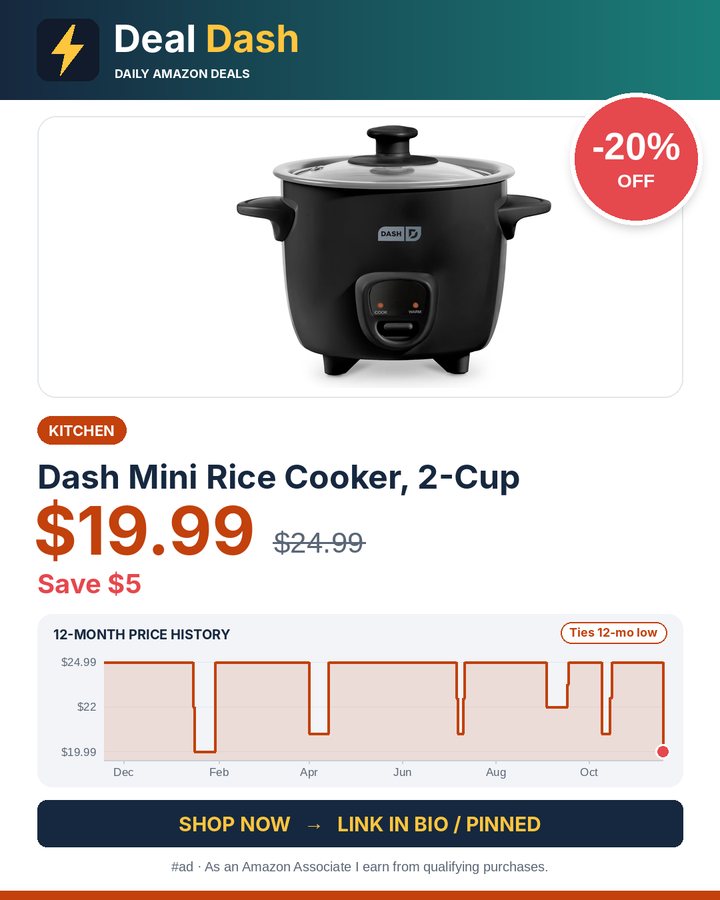 Deal Dash
DAILY AMAZON DEALS
-20%
OFF
DASH
COOK WARM
KITCHEN
Dash Mini Rice Cooker, 2-Cup
$19.99 $24.99
Save $5
12-MONTH PRICE HISTORY
Ties 12-mo low
$24.99
$22
$19.99
Dec Feb Apr Jun Aug Oct
SHOP NOW → LINK IN BIO / PINNED
#ad · As an Amazon Associate I earn from qualifying purchases.